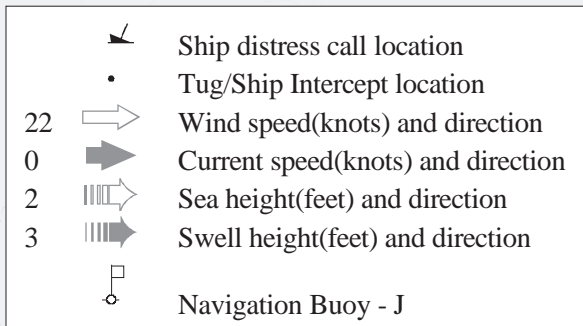 Ship distress call location
Tug/Ship Intercept location
22 Wind speed(knots) and direction
0 Current speed(knots) and direction
2 Sea height(feet) and direction
3 Swell height(feet) and direction
Navigation Buoy - J